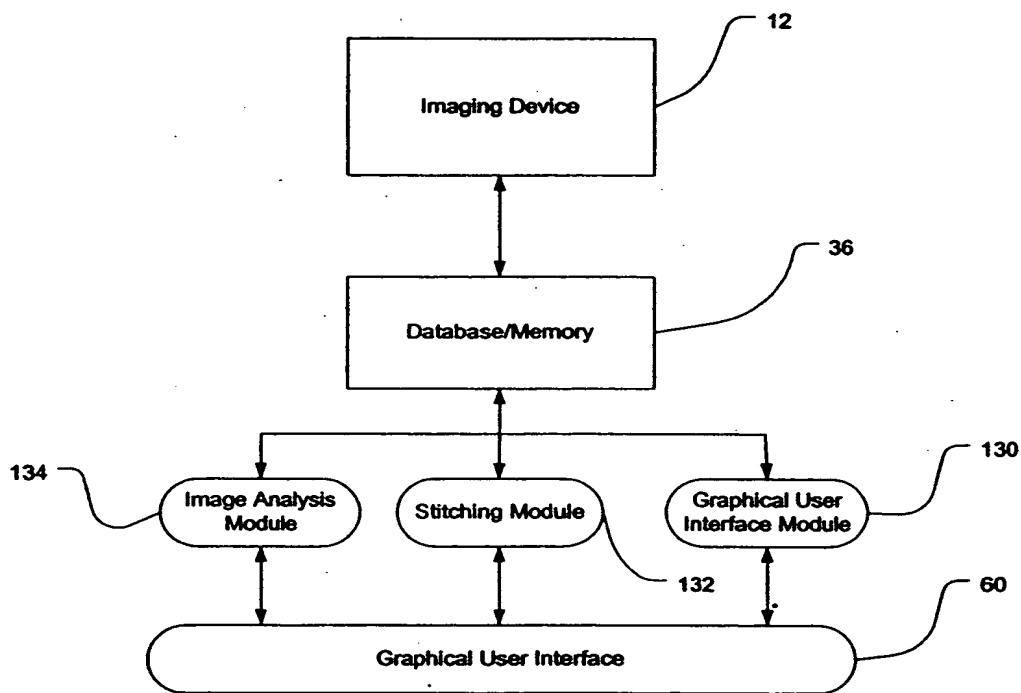 12
Imaging Device
36
Database/Memory
134
Image Analysis
Module
Stitching Module
Graphical User
Interface Module
130
132
60
Graphical User Interface